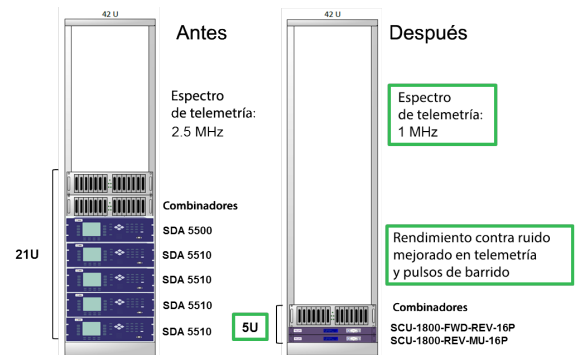 42 U
Antes
Espectro
de telemetría:
2.5 MHz
Combinadores
SDA 5500
SDA 5510
SDA 5510
SDA 5510
SDA 5510
21U
42 U
Después
Espectro
de telemetría:
1 MHz
Rendimiento contra ruido
mejorado en telemetría
y pulsos de barrido
Combinadores
SCU-1800-FWD-REV-16P
SCU-1800-REV-MU-16P
5U